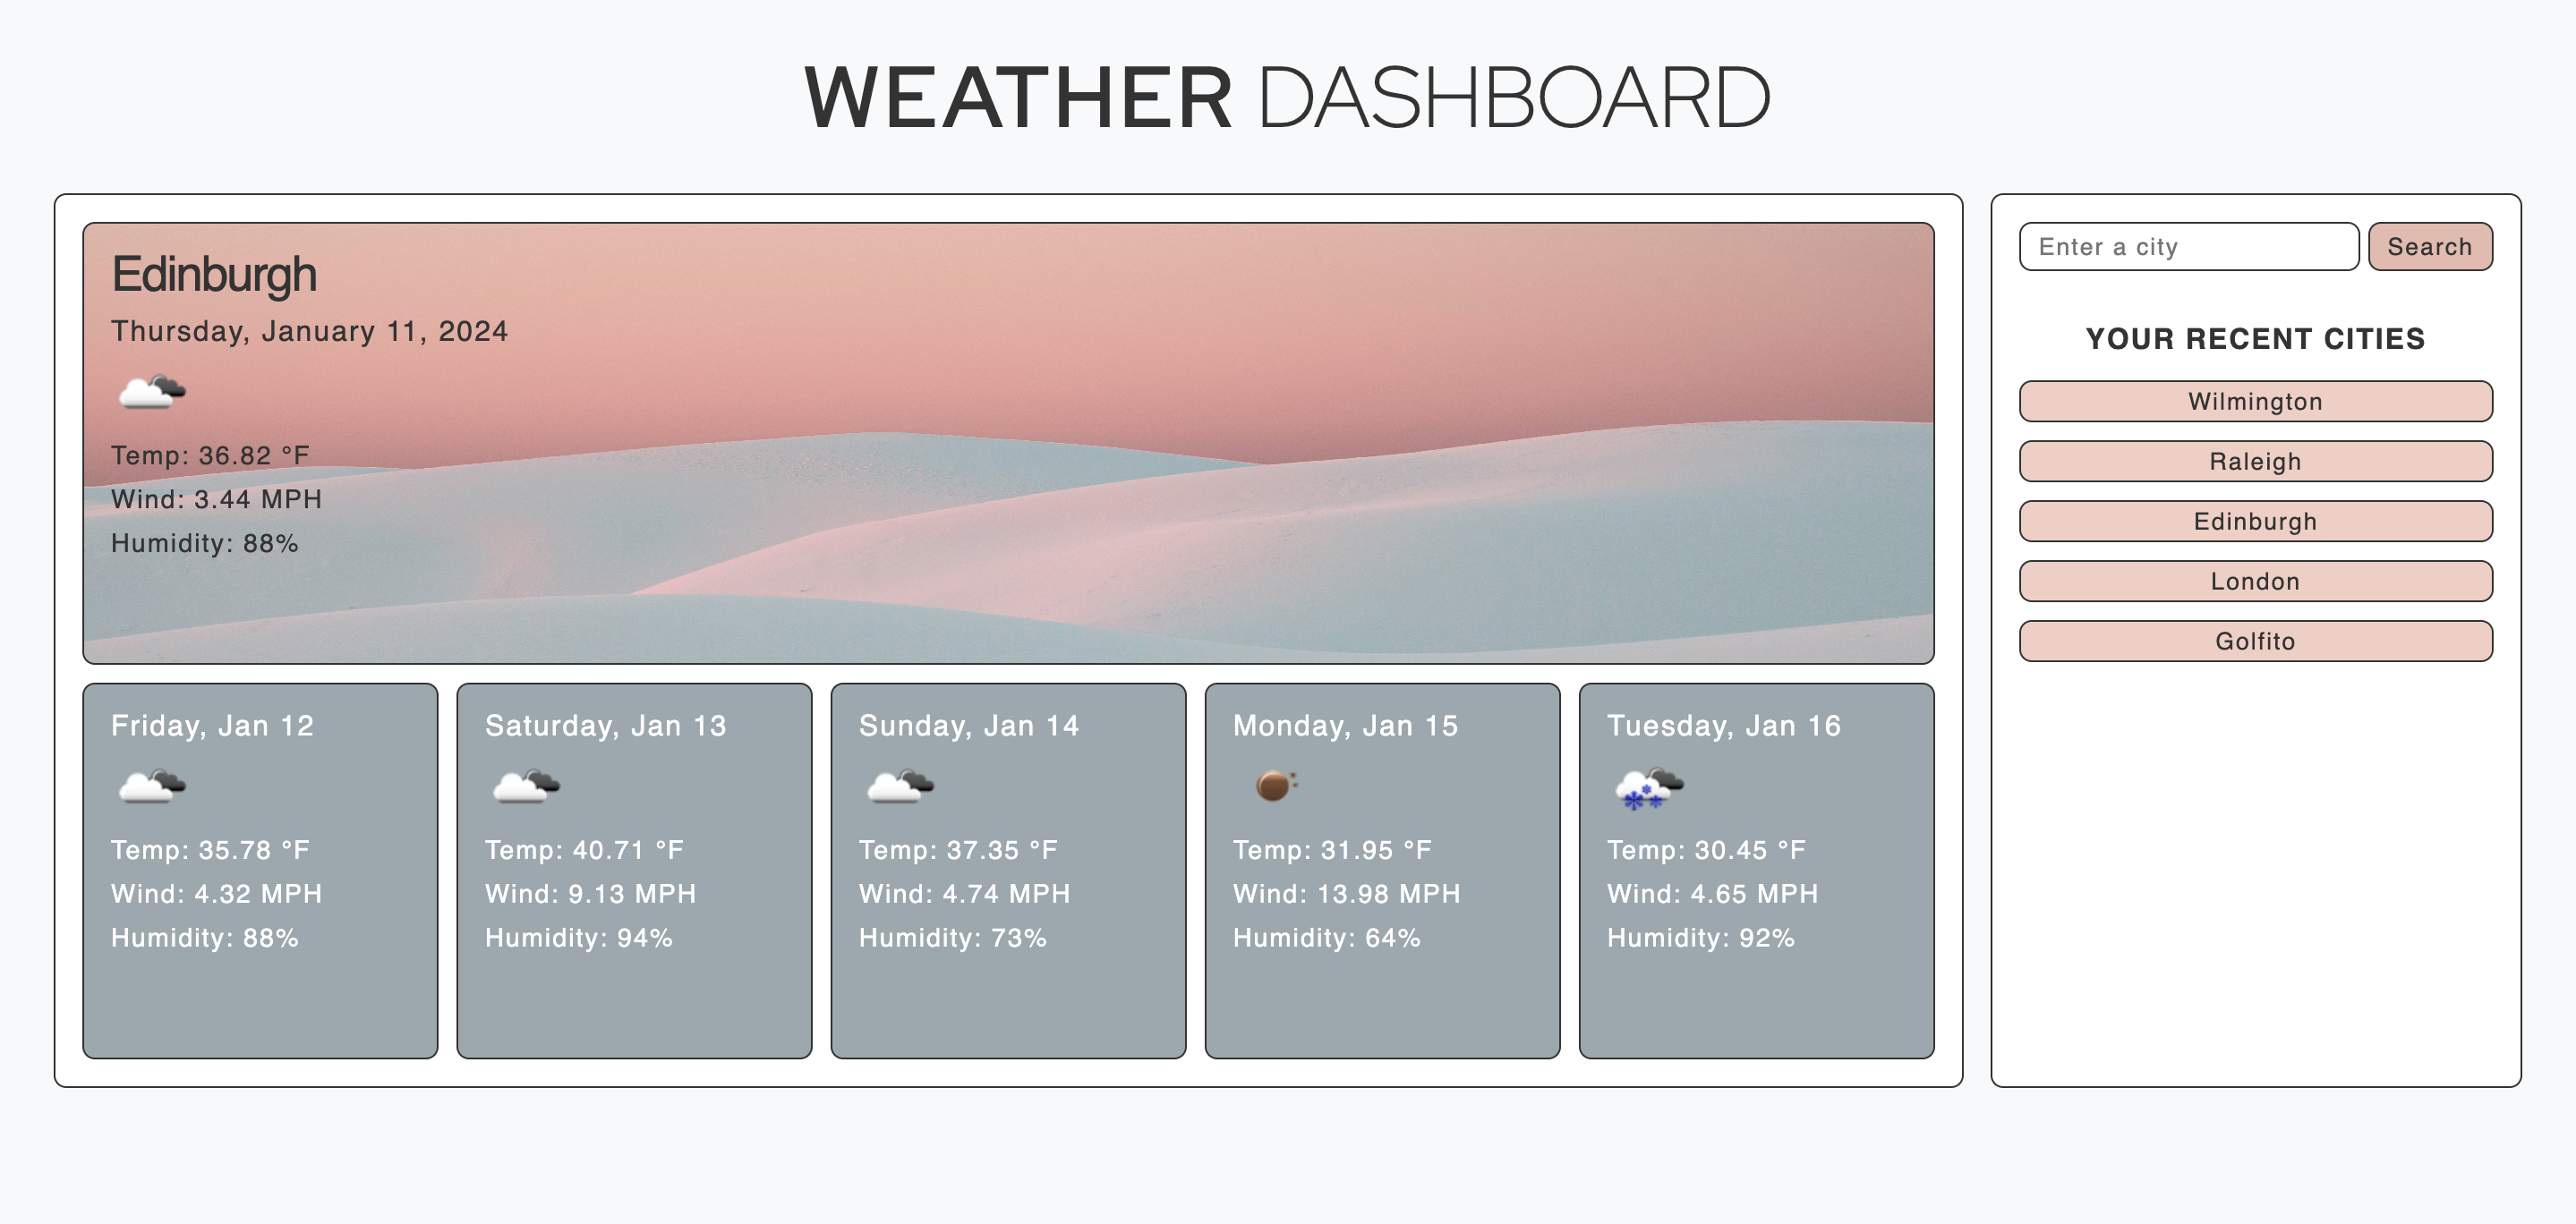 WEATHER DASHBOARD
Edinburgh
Thursday, January 11, 2024
Temp: 36.82 °F
Wind: 3.44 MPH
Humidity: 88%
Friday, Jan 12
Temp: 35.78 °F
Wind: 4.32 MPH
Humidity: 88%
Saturday, Jan 13
Temp: 40.71 °F
Wind: 9.13 MPH
Humidity: 94%
Sunday, Jan 14
Temp: 37.35 °F
Wind: 4.74 MPH
Humidity: 73%
Monday, Jan 15
Temp: 31.95 °F
Wind: 13.98 MPH
Humidity: 64%
Tuesday, Jan 16
Temp: 30.45 °F
Wind: 4.65 MPH
Humidity: 92%
Enter a city
Search
YOUR RECENT CITIES
Wilmington
Raleigh
Edinburgh
London
Golfito